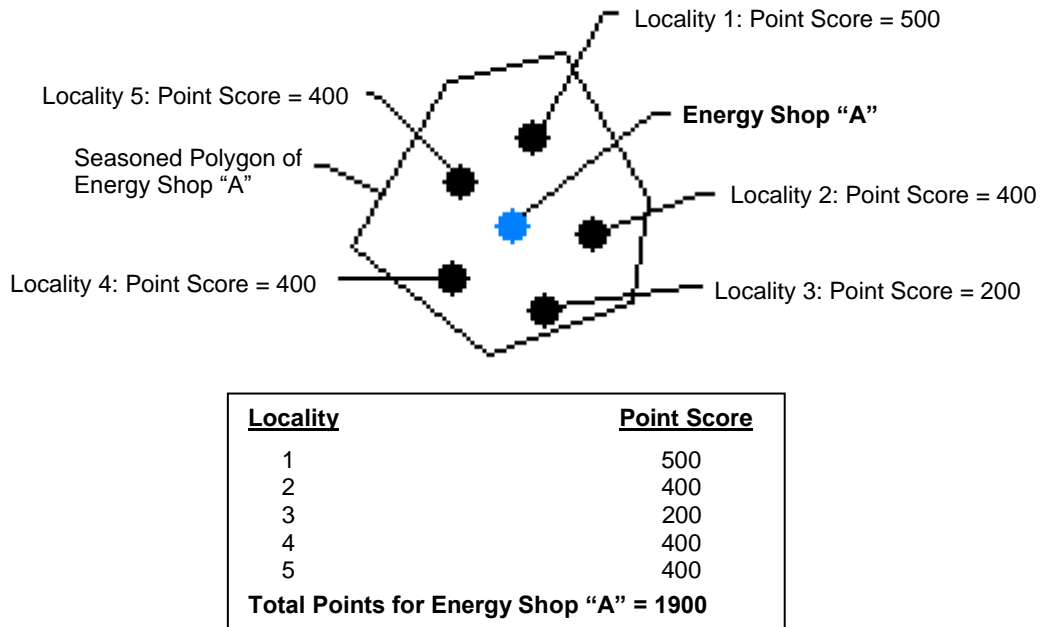 Locality 1: Point Score = 500
Locality 5: Point Score = 400
Energy Shop “A”
Seasoned Polygon of
Energy Shop “A”
Locality 2: Point Score = 400
Locality 4: Point Score = 400
Locality 3: Point Score = 200
Locality Point Score
1 500
2 400
3 200
4 400
5 400
Total Points for Energy Shop “A” = 1900